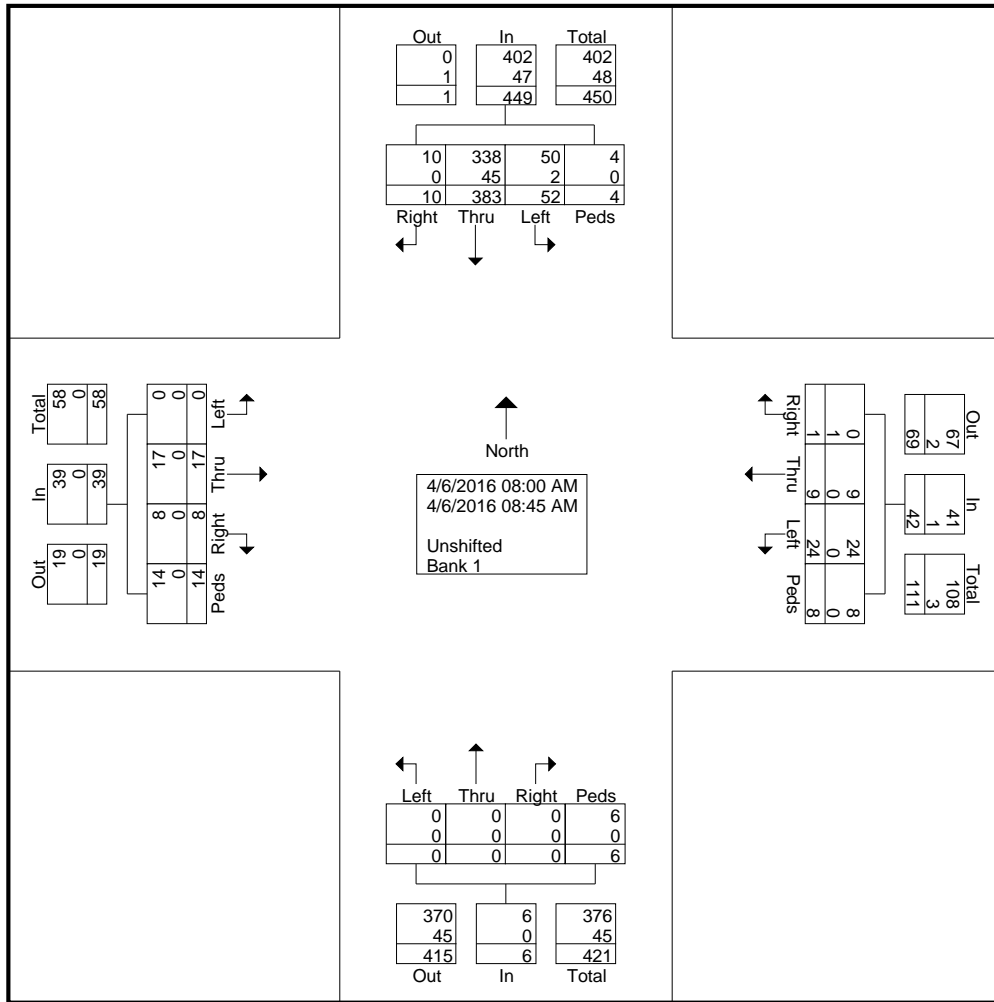 Out In Total
0 402 402
1 47 48
1 449 450
10 338 50 4
0 45 2 0
10 383 52 4
Right Thru Left Peds
Total
58
0
58
In
39
0
39
Out
19
0
19
Left
0
0
0
Thru
17
0
17
Right
8
0
8
Peds
14
0
14
North
4/6/2016 08:00 AM
4/6/2016 08:45 AM
Unshifted
Bank 1
Right
0
1
1
Thru
9
0
9
Left
24
0
24
Peds
8
0
8
Out
67
2
69
In
41
1
42
Total
108
3
111
Left Thru Right Peds
0 0 0 6
0 0 0 0
0 0 0 6
370 6 376
45 0 45
415 6 421
Out In Total